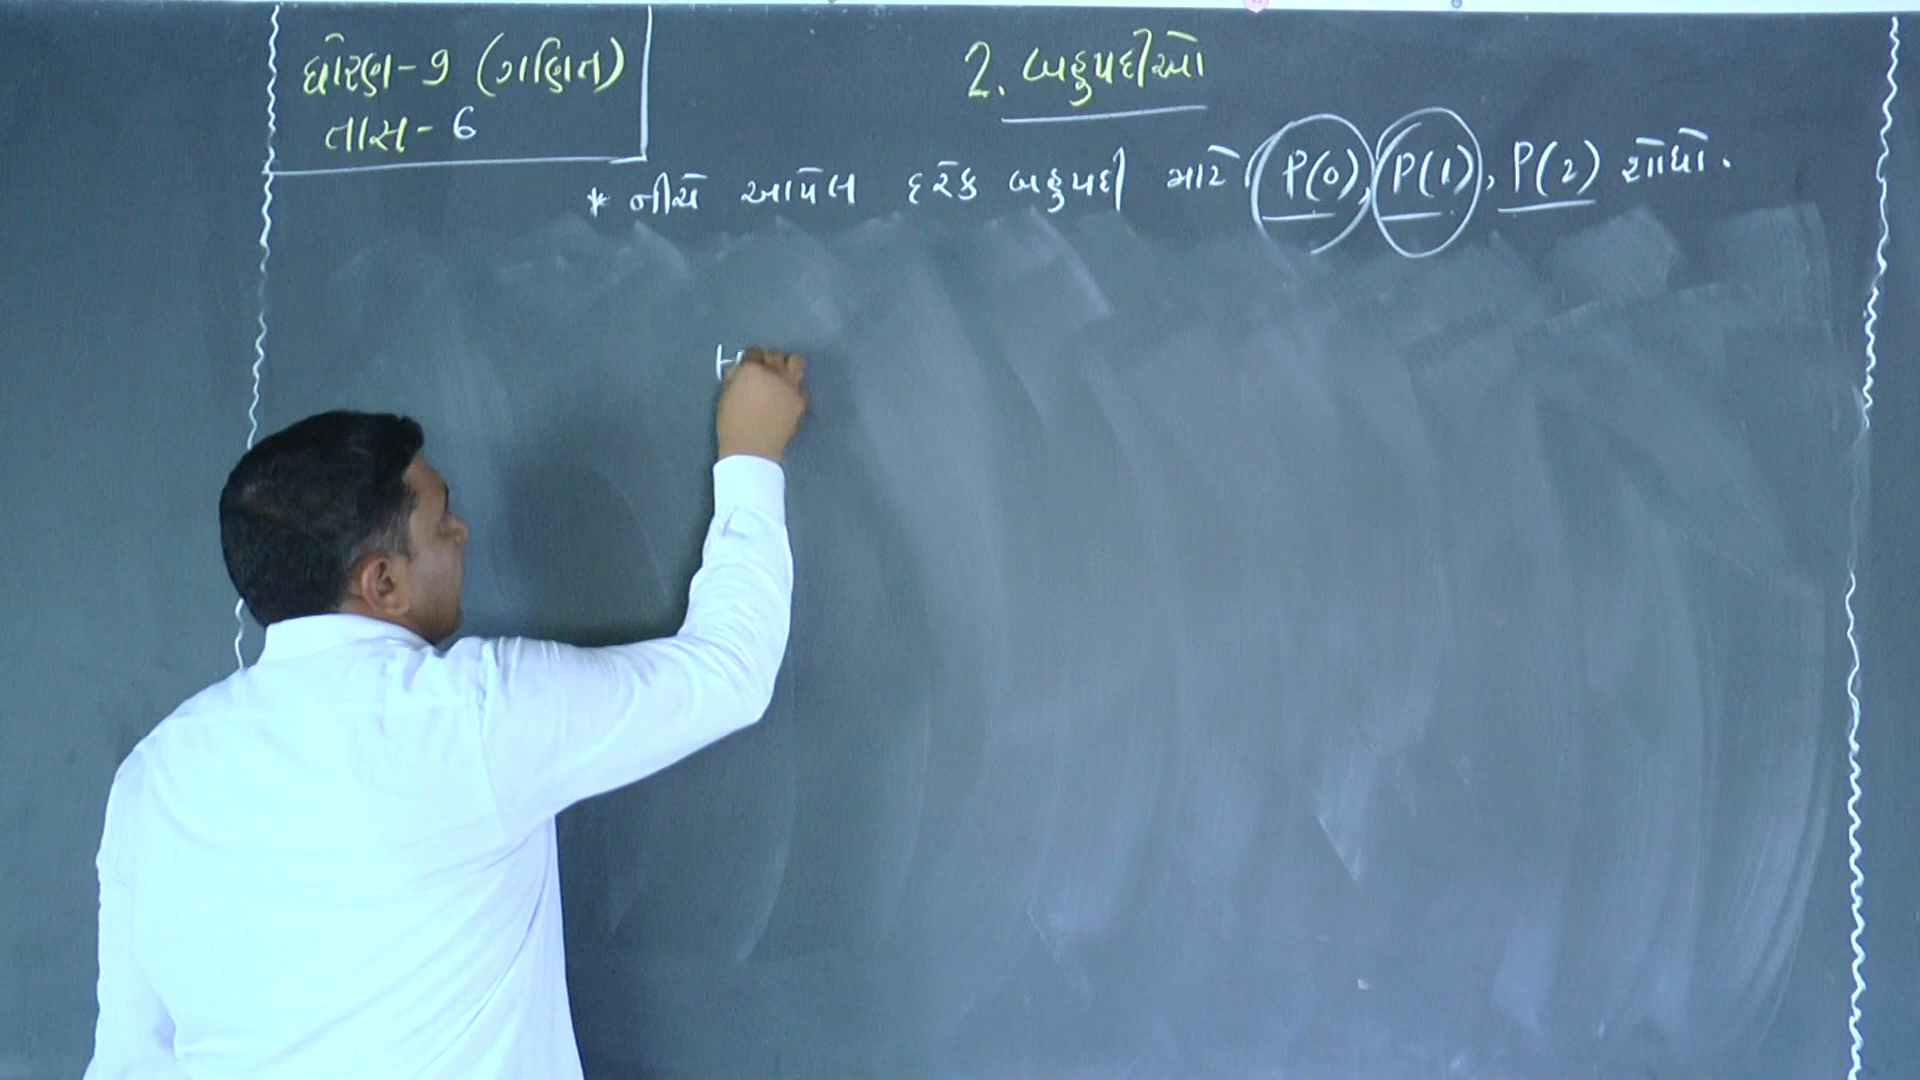 ધોરણ-9 (ગણિત)
તાસ- 6
2. બહુપદીઓ
* નીચે આપેલ દરેક બહુપદી માટે P(0), P(1), P(2) શોધો.